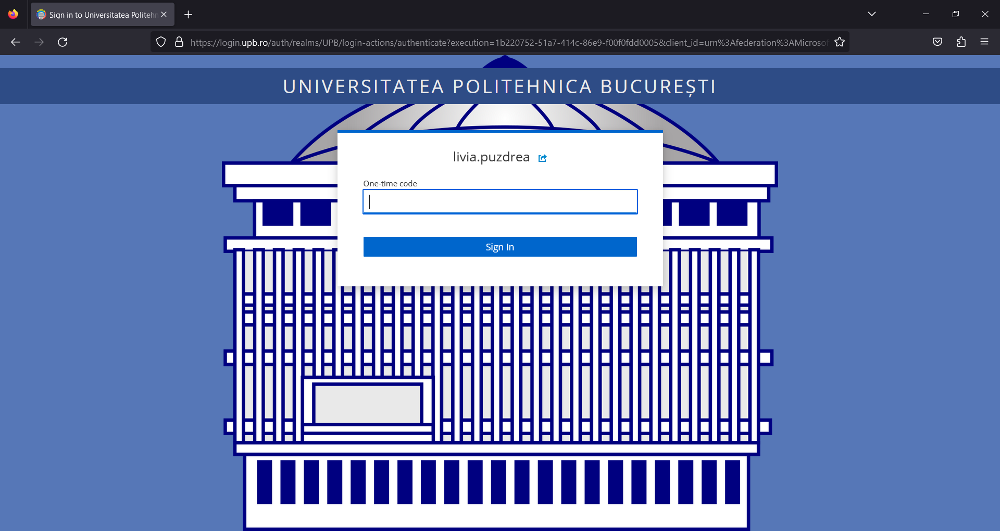 Sign in to Universitatea Politehn
https://login.upb.ro/auth/realms/UPB/login-actions/authenticate?execution=1b220752-51a7-414c-86e9-f00f0fdd0005&client_id=urn%3Afederation%3AMicrosof
UNIVERSITATEA POLITEHNICA BUCUREȘTI
livia.puzdrea
One-time code
Sign In